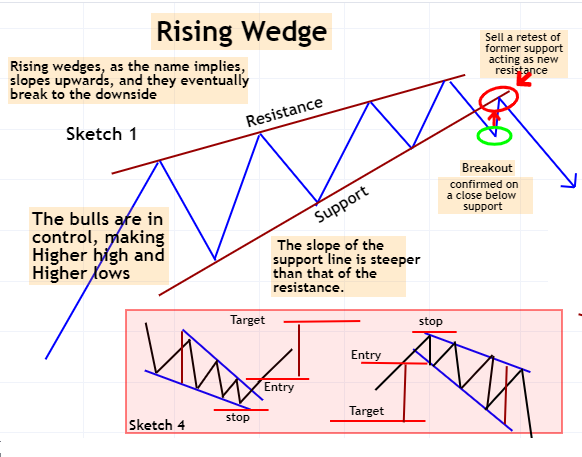 Rising Wedge
Sell a retest of
former support
acting as new
resistance
Rising wedges, as the name implies,
slopes upwards, and they eventually
break to the downside
Resistance
Sketch 1
Breakout
confirmed on
a close below
support
Support
The bulls are in
control, making
Higher high and
Higher lows
The slope of the
support line is steeper
than that of the
resistance.
Target
stop
Entry
Entry
Target
stop
Sketch 4